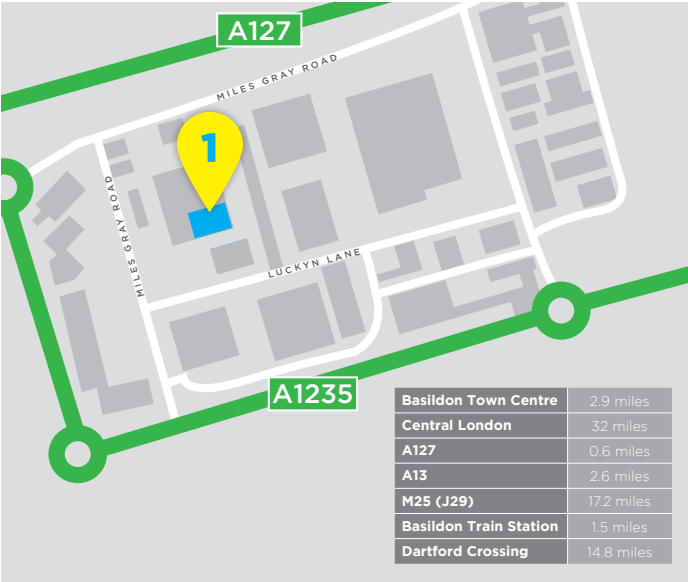 A127
MILES GRAY ROAD
1
MILES GRAY ROAD
LUCKYN LANE
A1235
Basildon Town Centre 2.9 miles
Central London 32 miles
A127 0.6 miles
A13 2.6 miles
M25 (J29) 17.2 miles
Basildon Train Station 1.5 miles
Dartford Crossing 14.8 miles